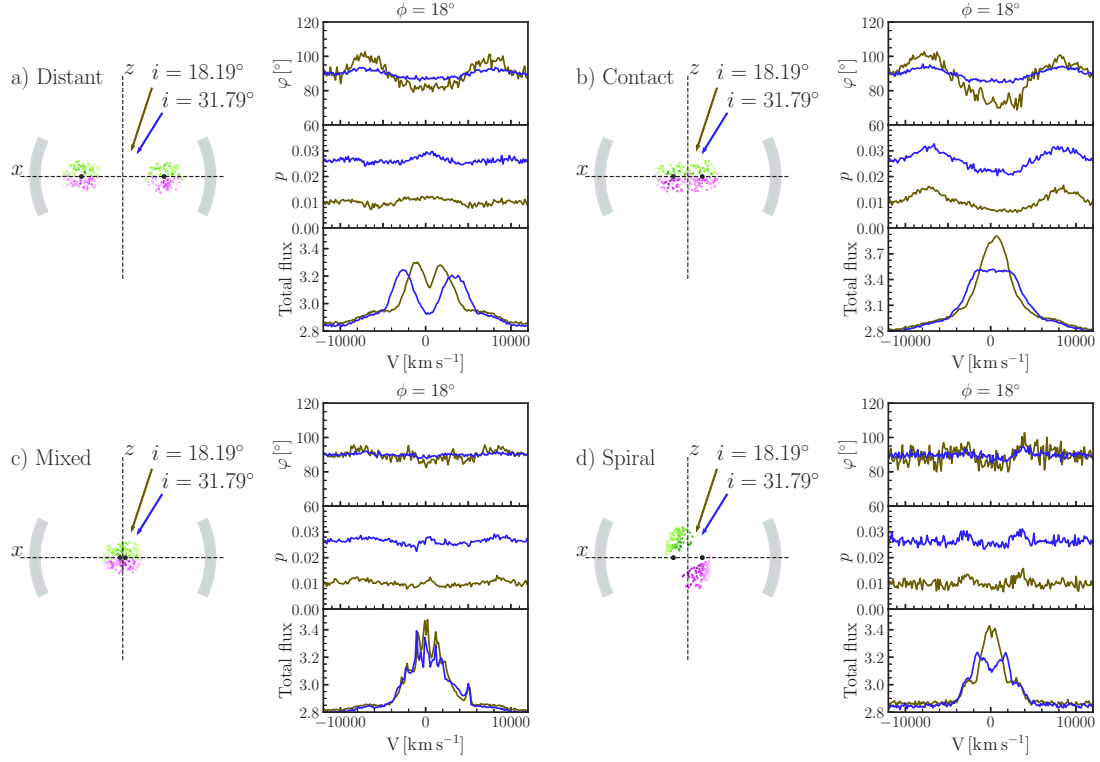 ϕ = 18°
120
100
80
60
φ [°]
a) Distant
z
i = 18.19°
i = 31.79°
x
0.03
0.02
0.01
0.00
p
3.4
3.2
3.0
2.8
Total flux
−10000 0 10000
V [km s⁻¹]
ϕ = 18°
120
100
80
60
φ [°]
b) Contact
z
i = 18.19°
i = 31.79°
x
0.03
0.02
0.01
0.00
p
3.7
3.4
3.1
2.8
Total flux
−10000 0 10000
V [km s⁻¹]
ϕ = 18°
120
100
80
60
φ [°]
c) Mixed
z
i = 18.19°
i = 31.79°
x
0.03
0.02
0.01
0.00
p
3.4
3.2
3.0
2.8
Total flux
−10000 0 10000
V [km s⁻¹]
ϕ = 18°
120
100
80
60
φ [°]
d) Spiral
z
i = 18.19°
i = 31.79°
x
0.03
0.02
0.01
0.00
p
3.4
3.2
3.0
2.8
Total flux
−10000 0 10000
V [km s⁻¹]